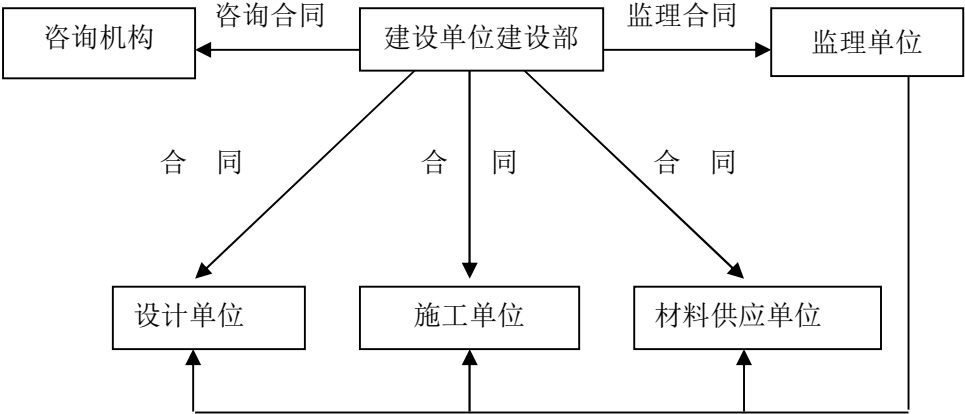 咨询合同
监理合同
咨询机构
建设单位建设部
监理单位
合 同
合 同
合 同
设计单位
施工单位
材料供应单位